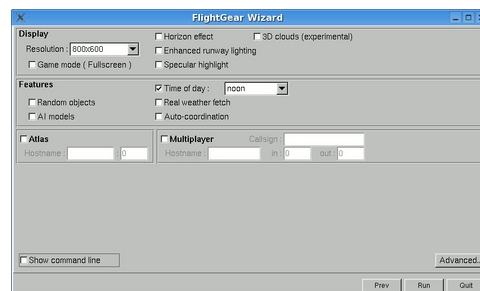 FlightGear Wizard
Display
Resolution : 800x600
Game mode ( Fullscreen )
Horizon effect
3D clouds (experimental)
Enhanced runway lighting
Specular highlight
Features
Random objects
AI models
Time of day : noon
Real weather fetch
Auto-coordination
Atlas
Hostname : : 0
Multiplayer Callsign :
Hostname : in : 0 out : 0
Show command line
Advanced..
Prev Run Quit